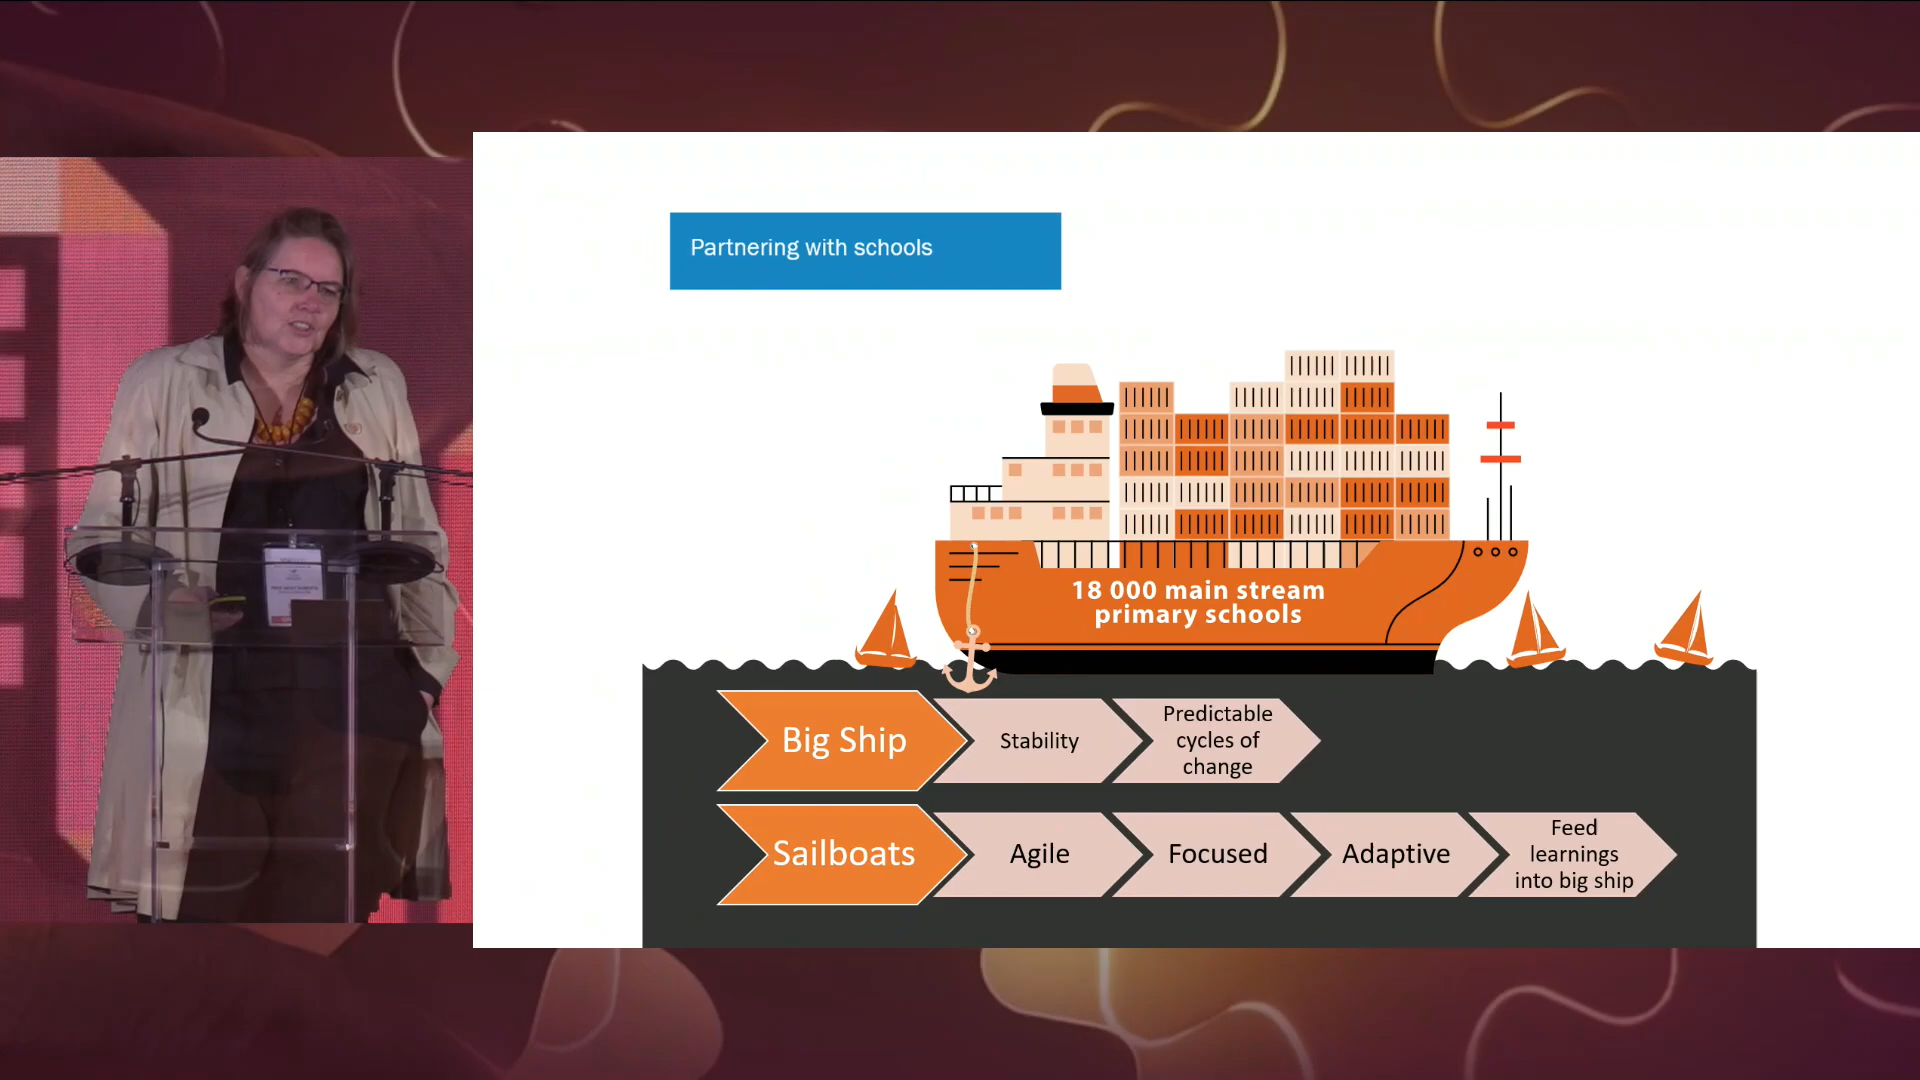 Partnering with schools
18 000 main stream
primary schools
Big Ship
Stability
Predictable
cycles of
change
Sailboats
Agile
Focused
Adaptive
Feed
learnings
into big ship